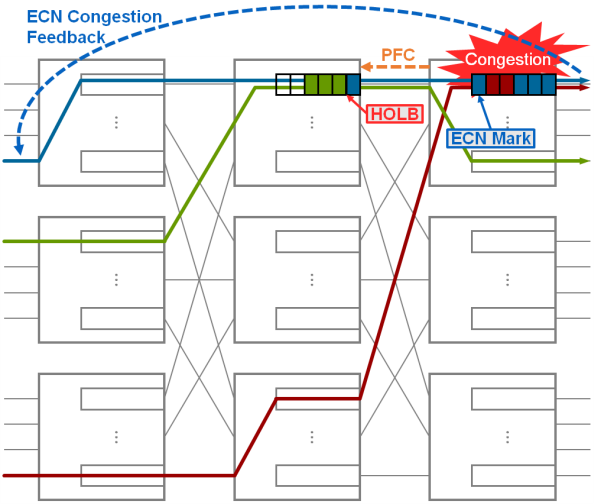 ECN Congestion
Feedback
PFC
Congestion
HOLB
ECN Mark